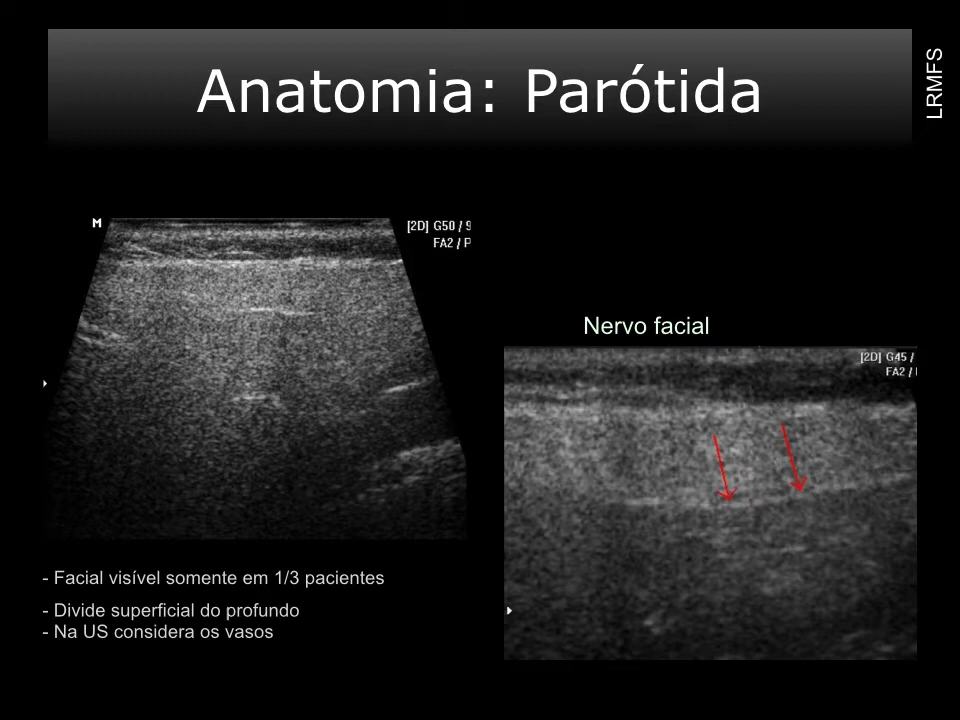 Anatomia: Parótida
LRMFS
M
[2D] G50 / 9
FA2 / P
Nervo facial
[2D] G45 /
FA2 /
- Facial visível somente em 1/3 pacientes
- Divide superficial do profundo
- Na US considera os vasos